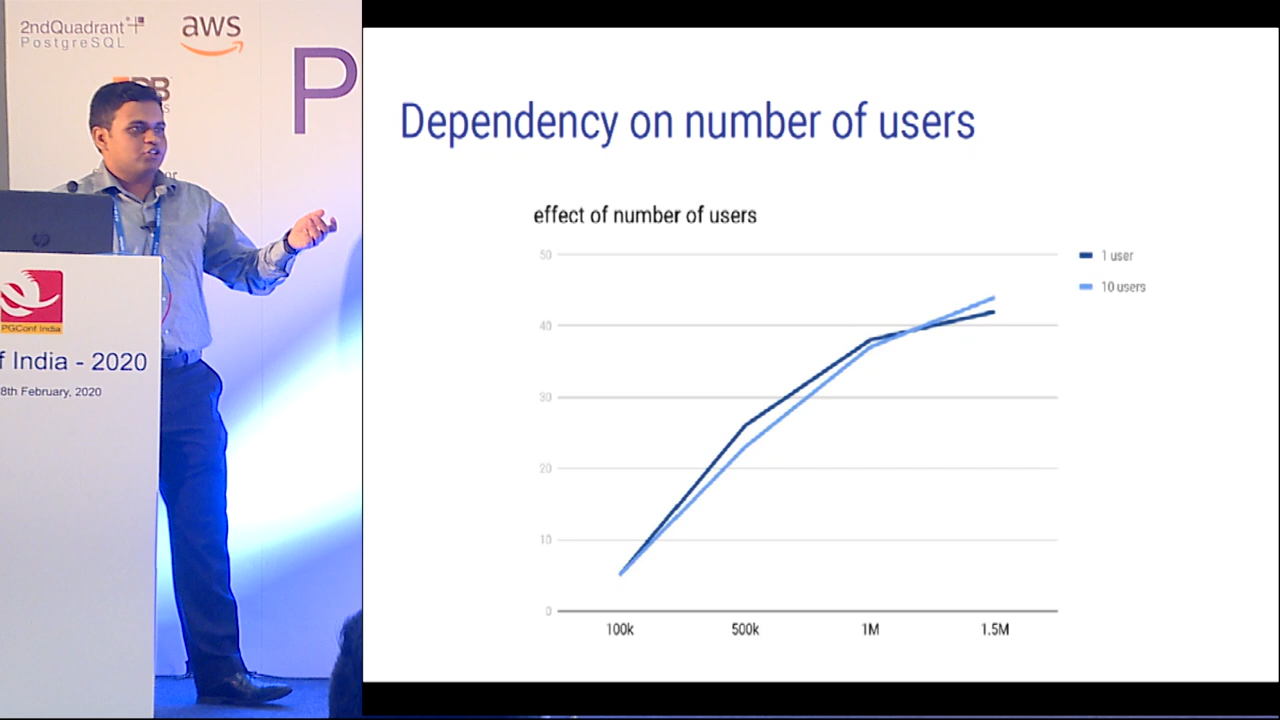 2ndQuadrant
PostgreSQL
aws
P
PGConf India
f India - 2020
8th February, 2020
Dependency on number of users
effect of number of users
50
40
30
20
10
0
100k
500k
1M
1.5M
1 user
10 users